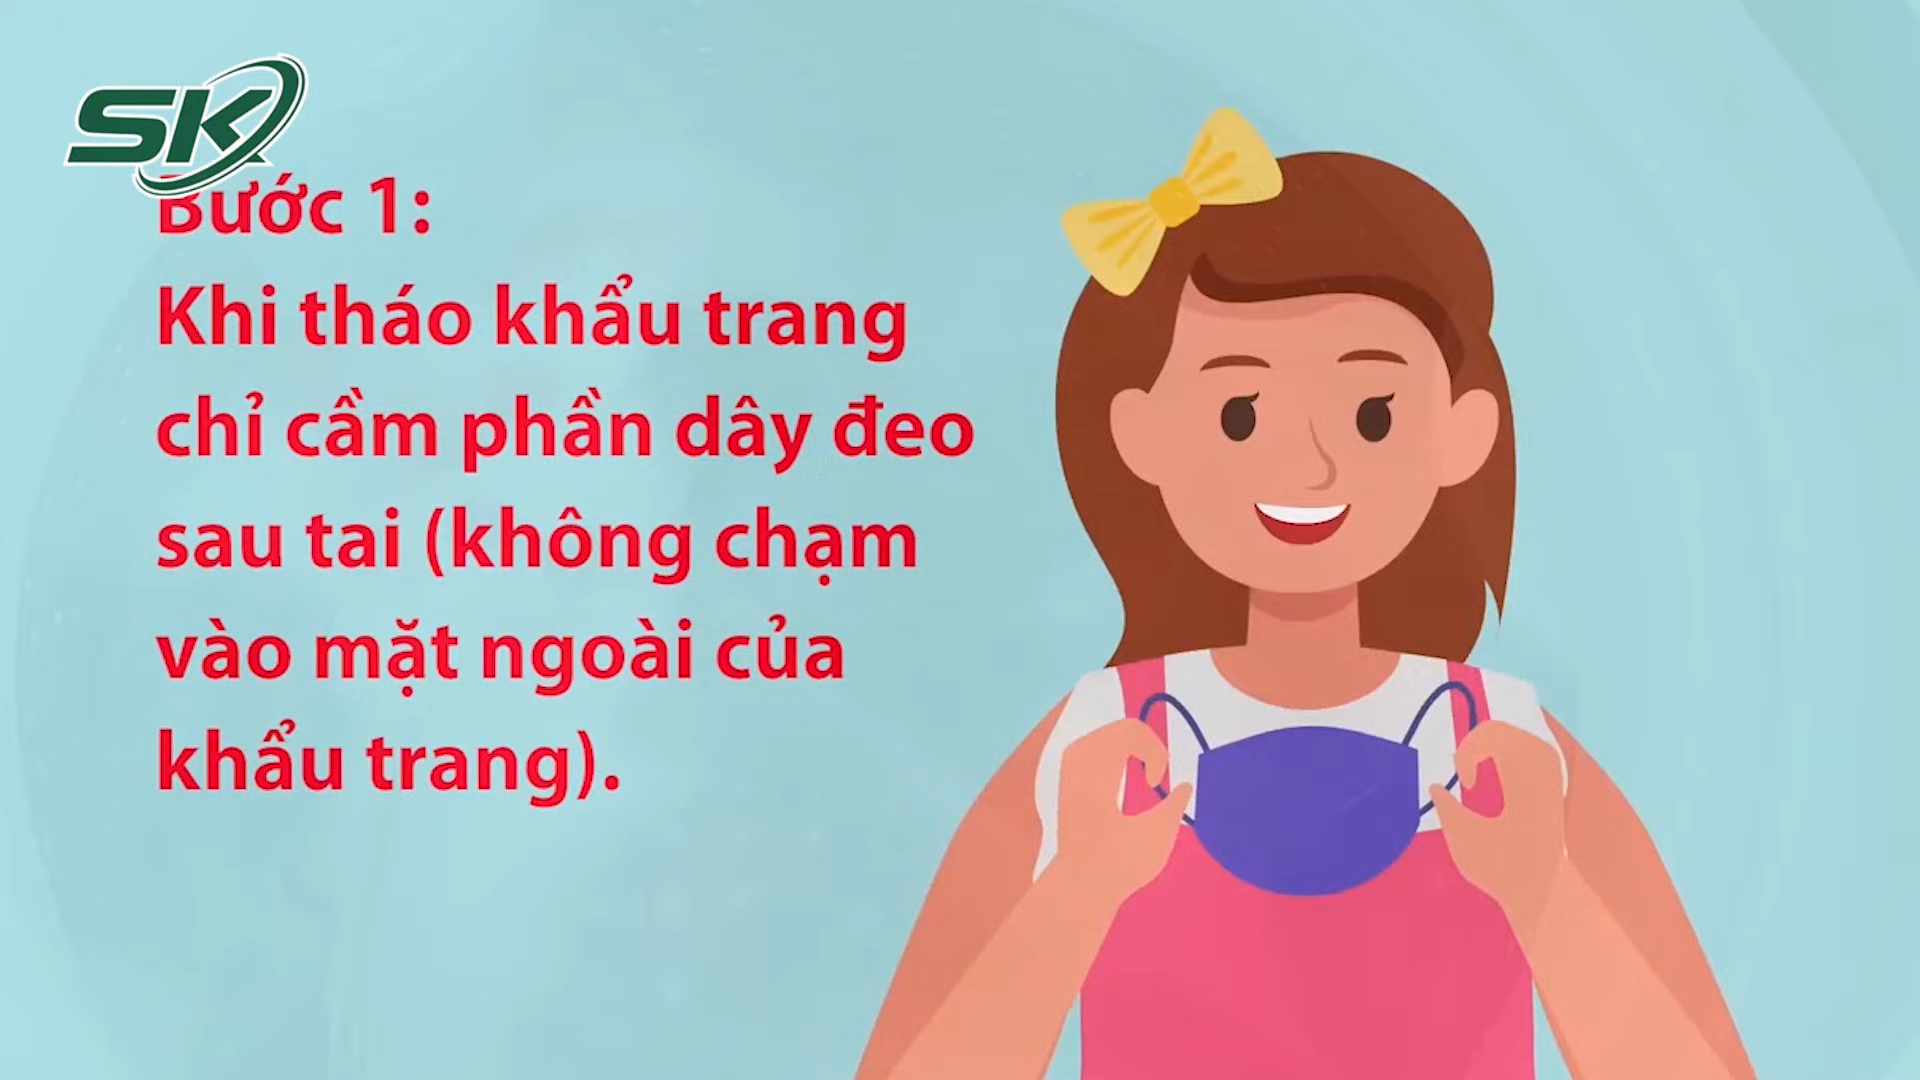 SK
Bước 1:
Khi tháo khẩu trang
chỉ cầm phần dây đeo
sau tai (không chạm
vào mặt ngoài của
khẩu trang).